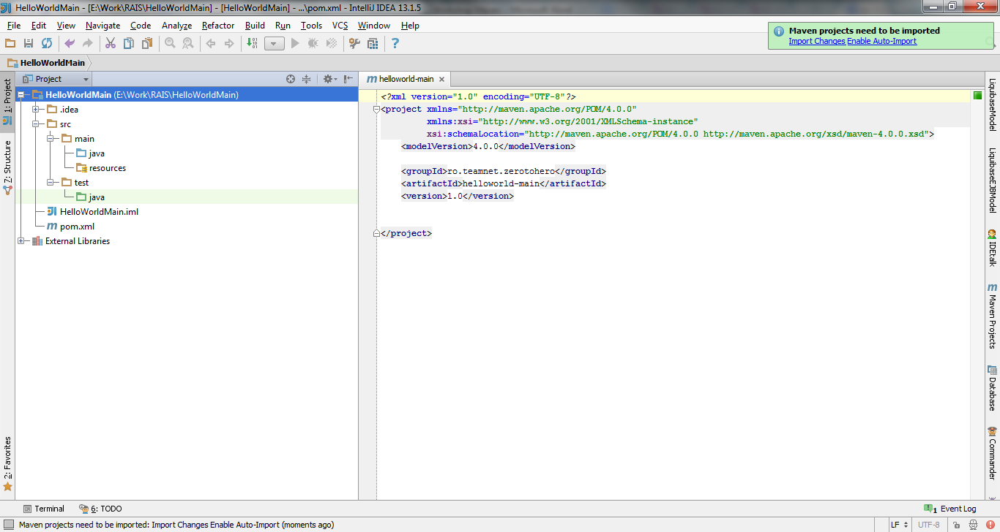 HelloWorldMain - [E:\Work\RAIS\HelloWorldMain] - [HelloWorldMain] - ...\pom.xml - IntelliJ IDEA 13.1.5
File Edit View Navigate Code Analyze Refactor Build Run Tools VCS Window Help
Maven projects need to be imported
Import Changes Enable Auto-Import
HelloWorldMain
Project
helloworld-main
1: Project
Z: Structure
2: Favorites
HelloWorldMain (E:\Work\RAIS\HelloWorldMain)
.idea
src
main
java
resources
test
java
HelloWorldMain.iml
pom.xml
External Libraries
<?xml version="1.0" encoding="UTF-8"?>
<project xmlns="http://maven.apache.org/POM/4.0.0"
xmlns:xsi="http://www.w3.org/2001/XMLSchema-instance"
xsi:schemaLocation="http://maven.apache.org/POM/4.0.0 http://maven.apache.org/xsd/maven-4.0.0.xsd">
<modelVersion>4.0.0</modelVersion>
<groupId>ro.teamnet.zerotohero</groupId>
<artifactId>helloworld-main</artifactId>
<version>1.0</version>
</project>
LiquibaseModel
LiquibaseEJBModel
IDEtalk
Maven Projects
Database
Commander
Terminal
6: TODO
1 Event Log
Maven projects need to be imported: Import Changes Enable Auto-Import (moments ago)
LF
UTF-8